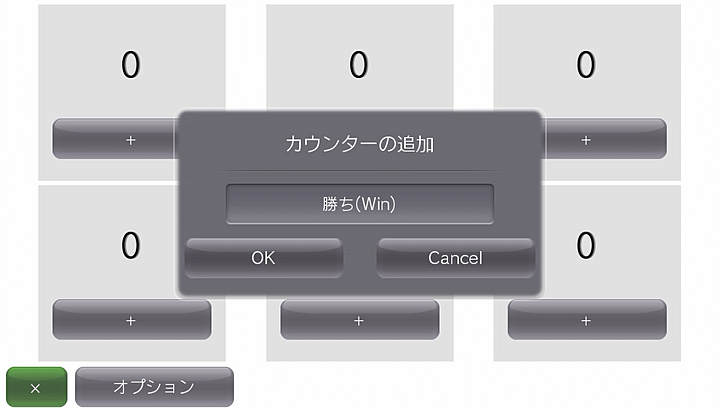 0 0 0
+ +
カウンターの追加
勝ち(Win)
OK Cancel
0 0
+ + +
× オプション